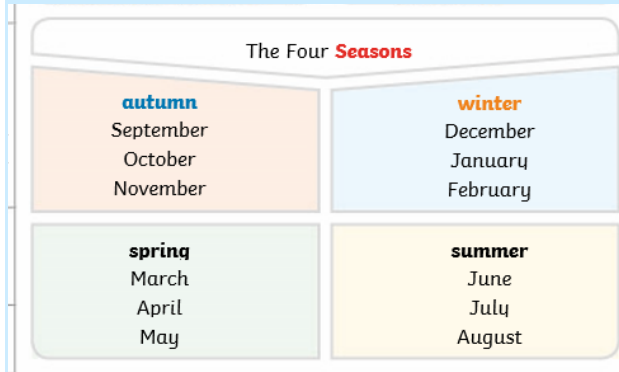 The Four Seasons
autumn
September
October
November
winter
December
January
February
spring
March
April
May
summer
June
July
August